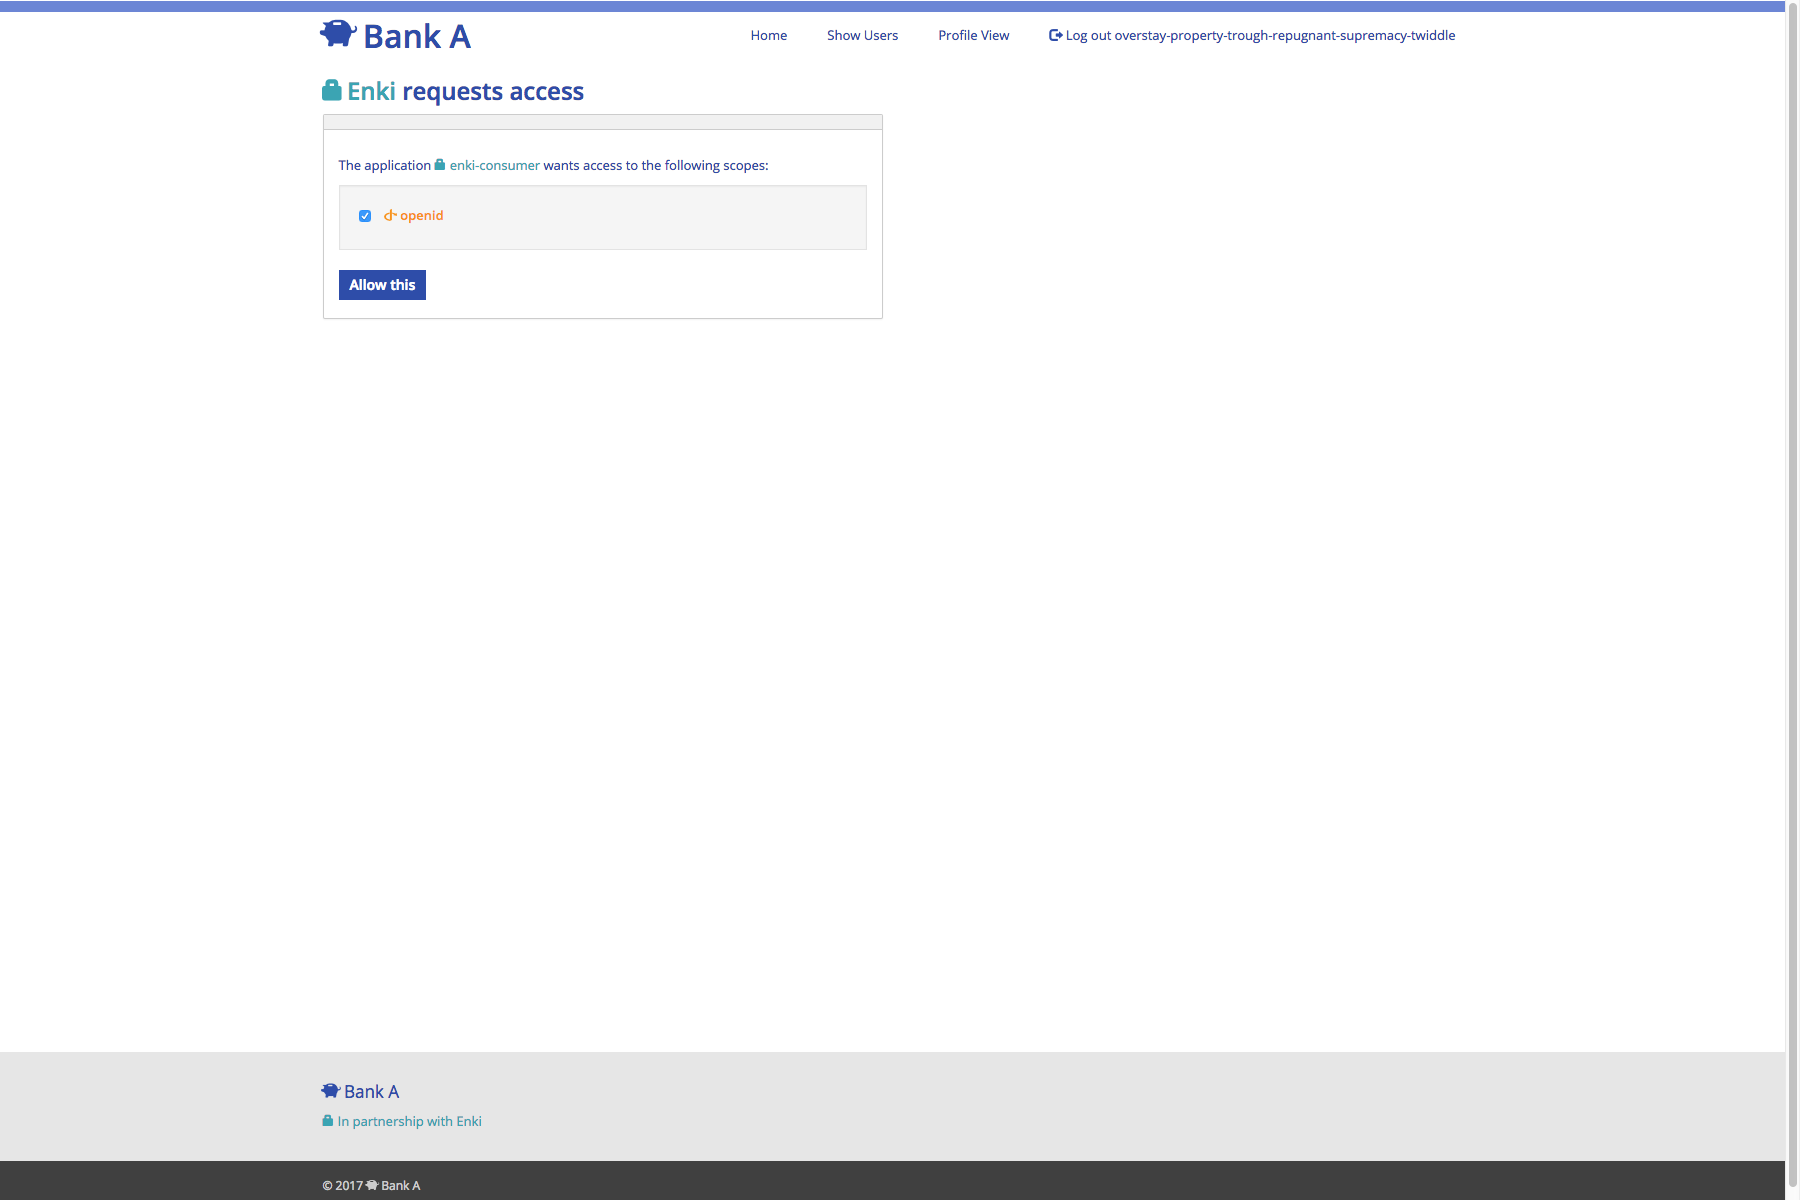 Bank A
Home Show Users Profile View Log out overstay-property-trough-repugnant-supremacy-twiddle
Enki requests access
The application enki-consumer wants access to the following scopes:
openid
Allow this
Bank A
In partnership with Enki
© 2017 Bank A